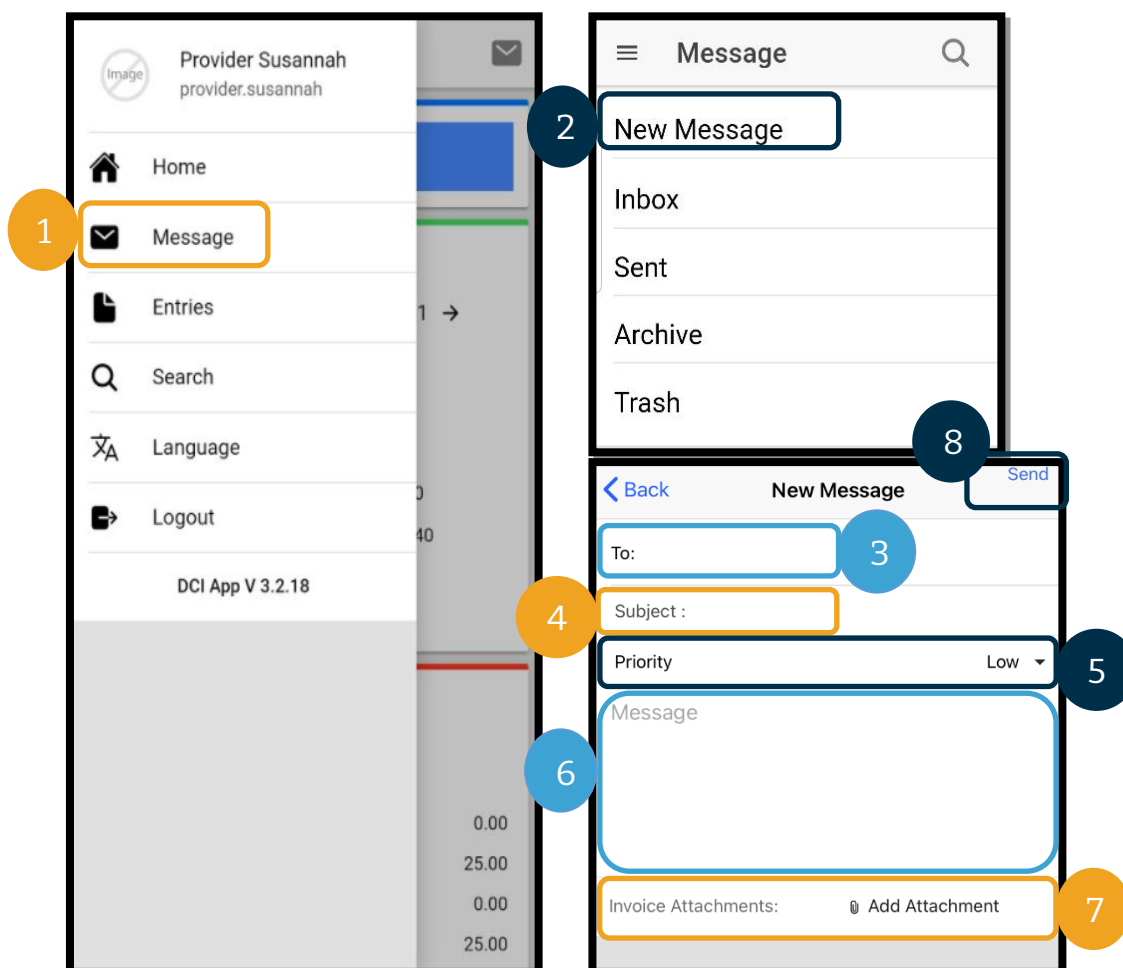 Provider Susannah
provider.susannah
Image
Home
1
Message
Entries
1 →
Search
Language
0
Logout
40
DCI App V 3.2.18
0.00
25.00
0.00
25.00
Message
2
New Message
Inbox
Sent
Archive
Trash
8
Back
New Message
Send
To:
3
4
Subject :
Priority
Low
5
Message
6
Invoice Attachments:
Add Attachment
7